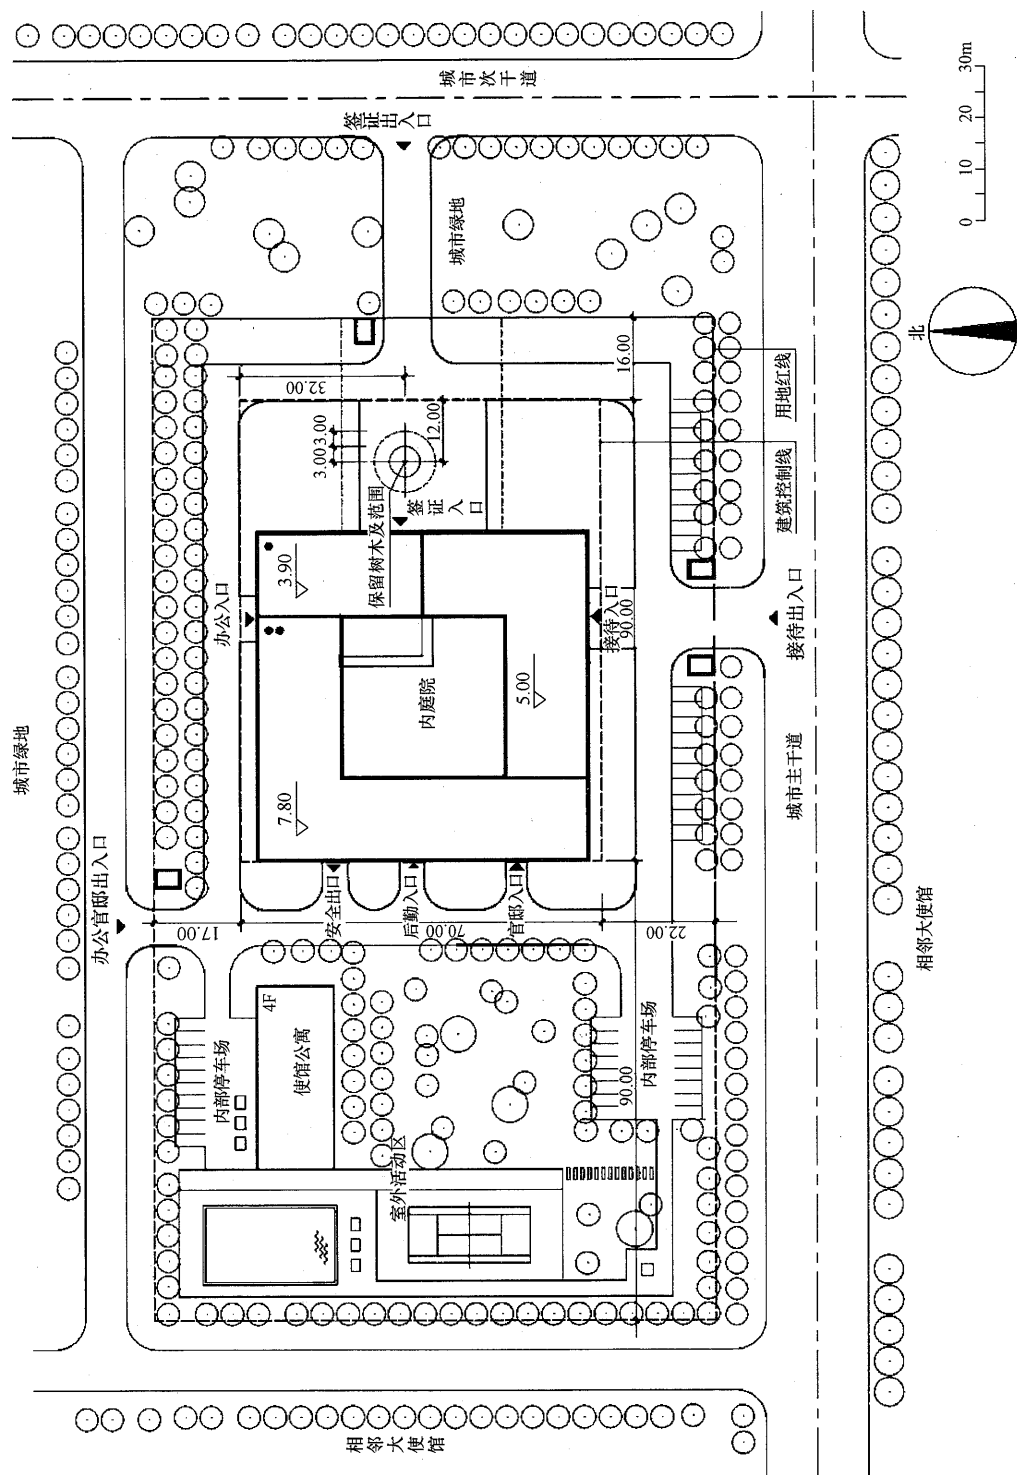 城市次干道
签证出入口
30m
20
10
0
城市绿地
北
16.00
32.00
用地红线
12.00
3.00
3.00
建筑控制线
签证入口
保留树木及范围
3.90
办公入口
接待入口
90.00
接待出入口
内庭院
5.00
城市绿地
7.80
城市主干道
办公官邸出入口
安全出口
后勤入口
官邸入口
17.00
70.00
22.00
相邻大使馆
4F
使馆公寓
内部停车场
内部停车场
90.00
室外活动区
相邻大使馆